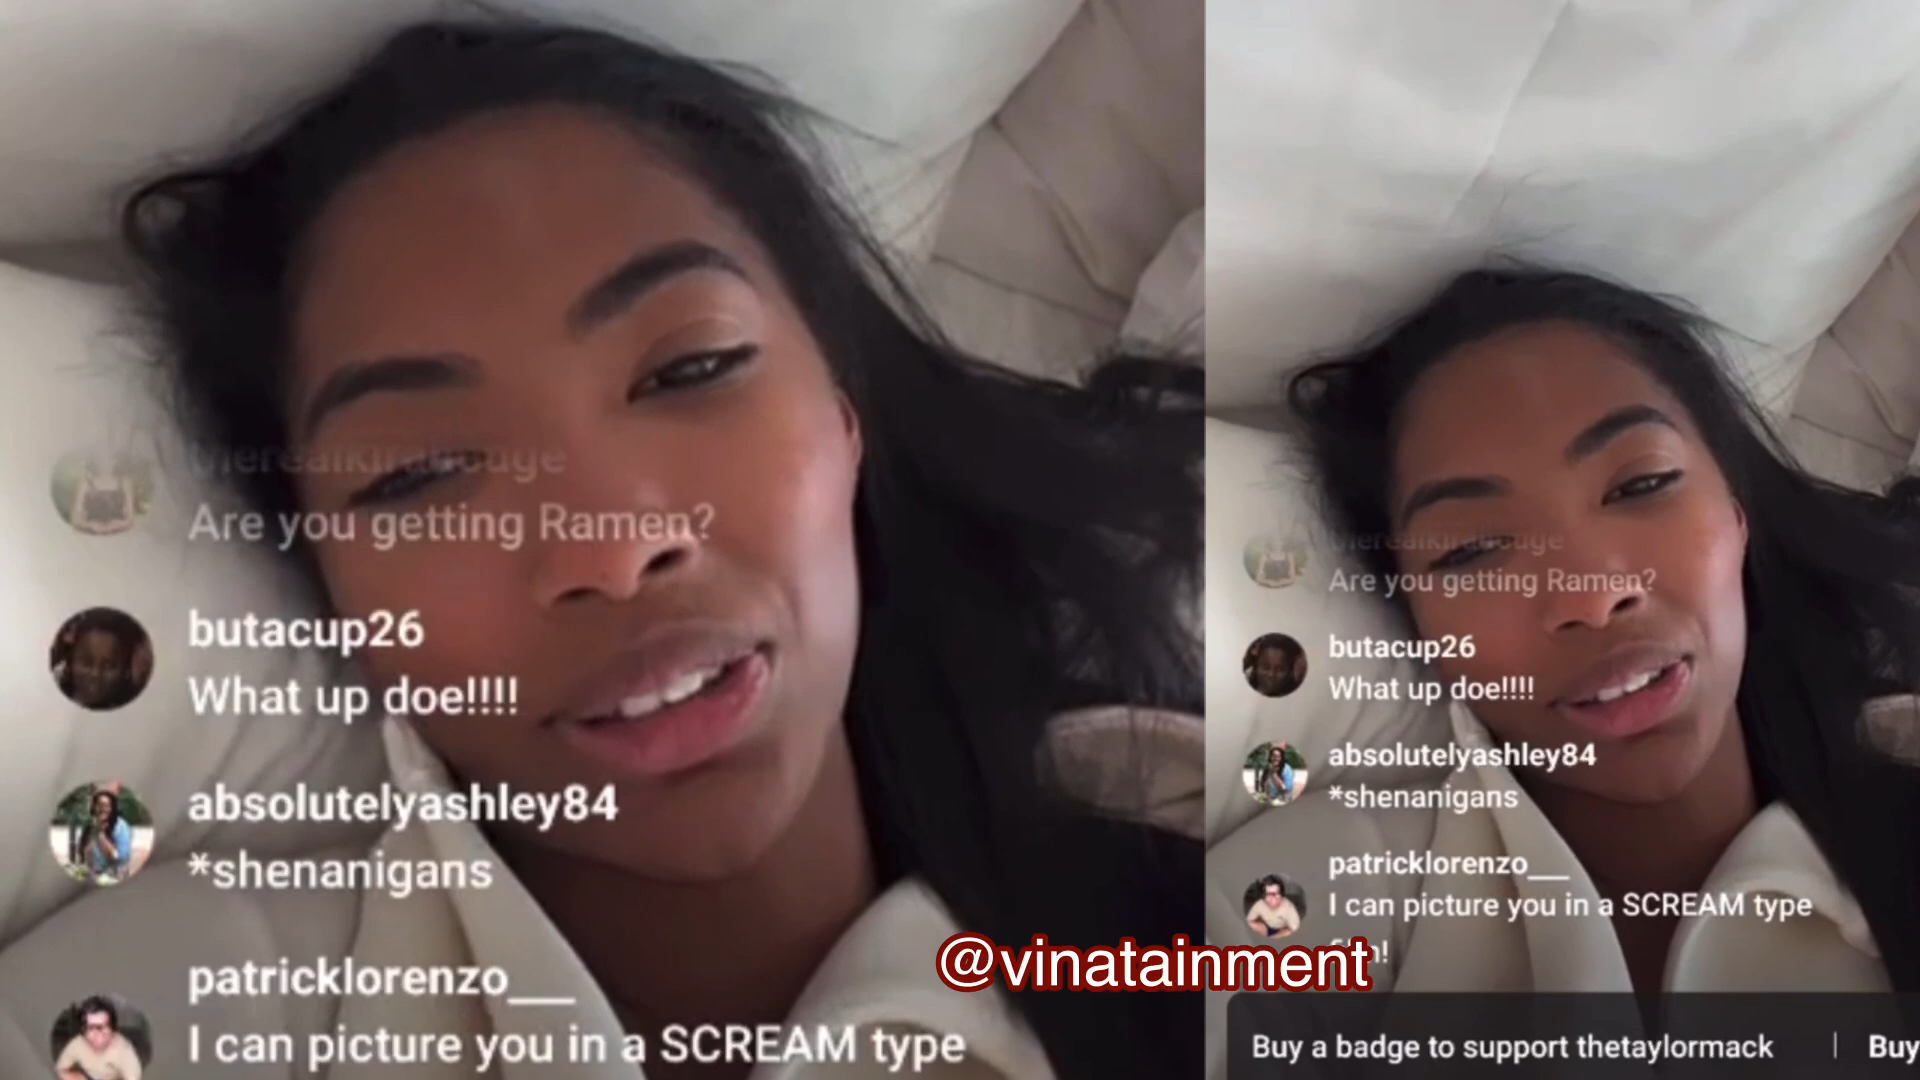 Are you getting Ramen?
butacup26
What up doe!!!!
absolutelyashley84
*shenanigans
patricklorenzo___
I can picture you in a SCREAM type
Are you getting Ramen?
butacup26
What up doe!!!!
absolutelyashley84
*shenanigans
patricklorenzo___
I can picture you in a SCREAM type
@vinatainment
Buy a badge to support thetaylormack | Buy